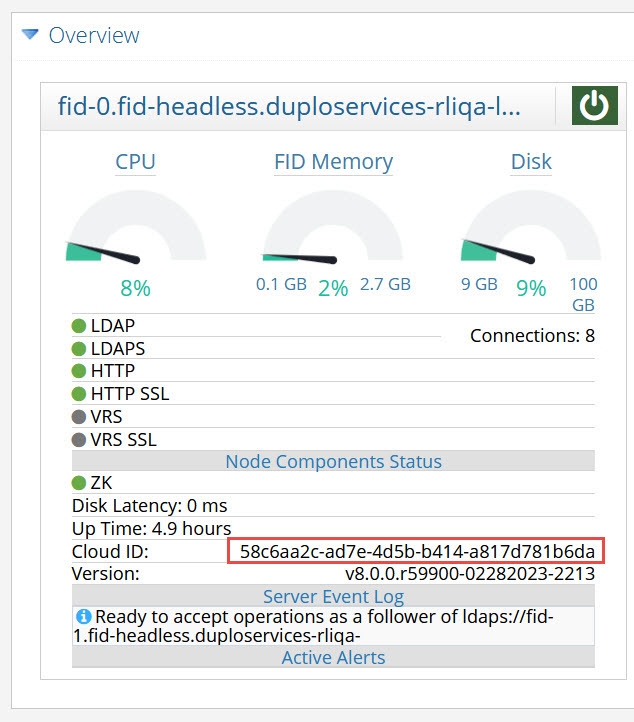 Overview
fid-0.fid-headless.duploservices-rliqa-l...
CPU FID Memory Disk
8% 0.1 GB 2% 2.7 GB 9 GB 9% 100
GB
LDAP
Connections: 8
LDAPS
HTTP
HTTP SSL
VRS
VRS SSL
Node Components Status
ZK
Disk Latency: 0 ms
Up Time: 4.9 hours
Cloud ID: 58c6aa2c-ad7e-4d5b-b414-a817d781b6da
Version: v8.0.0.r59900-02282023-2213
Server Event Log
Ready to accept operations as a follower of ldaps://fid-
1.fid-headless.duploservices-rliqa-
Active Alerts